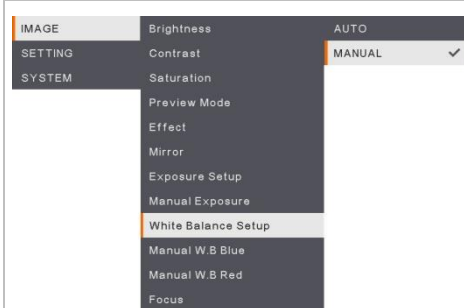 IMAGE
SETTING
SYSTEM
Brightness
Contrast
Saturation
Preview Mode
Effect
Mirror
Exposure Setup
Manual Exposure
White Balance Setup
Manual W.B Blue
Manual W.B Red
Focus
AUTO
MANUAL